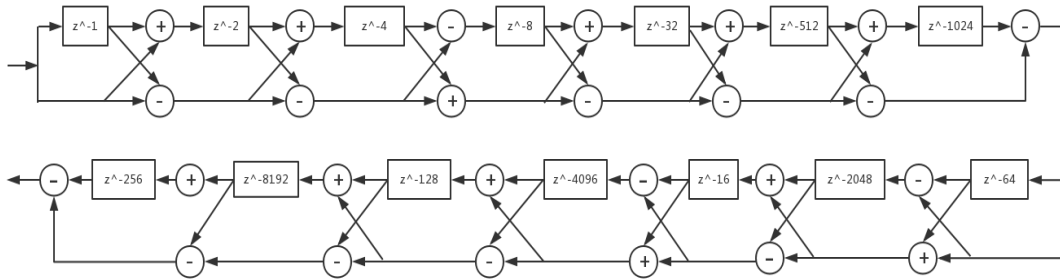 z^-1 + z^-2 + z^-4 - z^-8 + z^-32 + z^-512 + z^-1024 -
- - + - - -
- z^-256 + z^-8192 + z^-128 + z^-4096 - z^-16 + z^-2048 - z^-64
- - - + - +